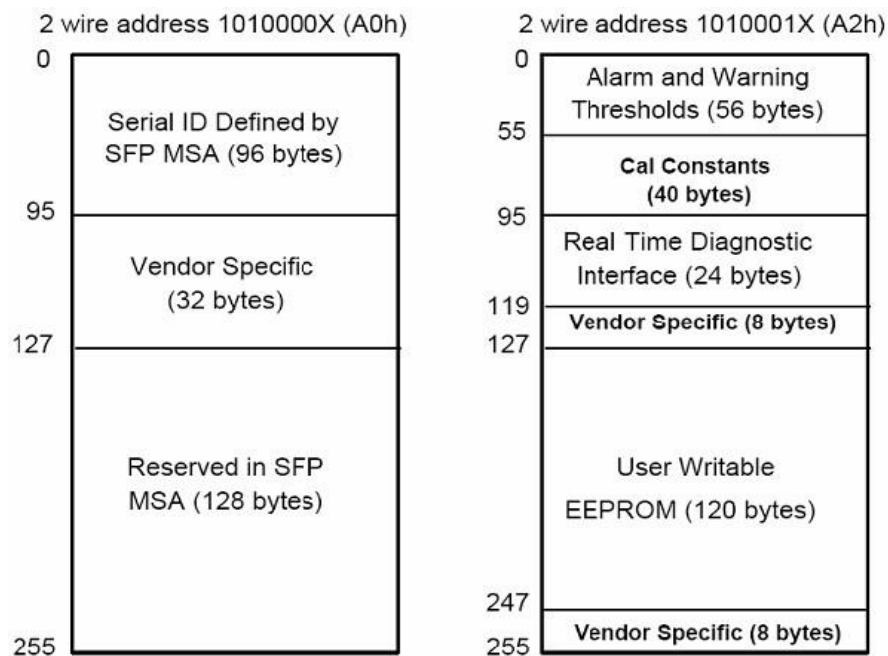 2 wire address 1010000X (A0h)
0
Serial ID Defined by
SFP MSA (96 bytes)
95
Vendor Specific
(32 bytes)
127
Reserved in SFP
MSA (128 bytes)
255
2 wire address 1010001X (A2h)
0
Alarm and Warning
Thresholds (56 bytes)
55
Cal Constants
(40 bytes)
95
Real Time Diagnostic
Interface (24 bytes)
119
Vendor Specific (8 bytes)
127
User Writable
EEPROM (120 bytes)
247
Vendor Specific (8 bytes)
255